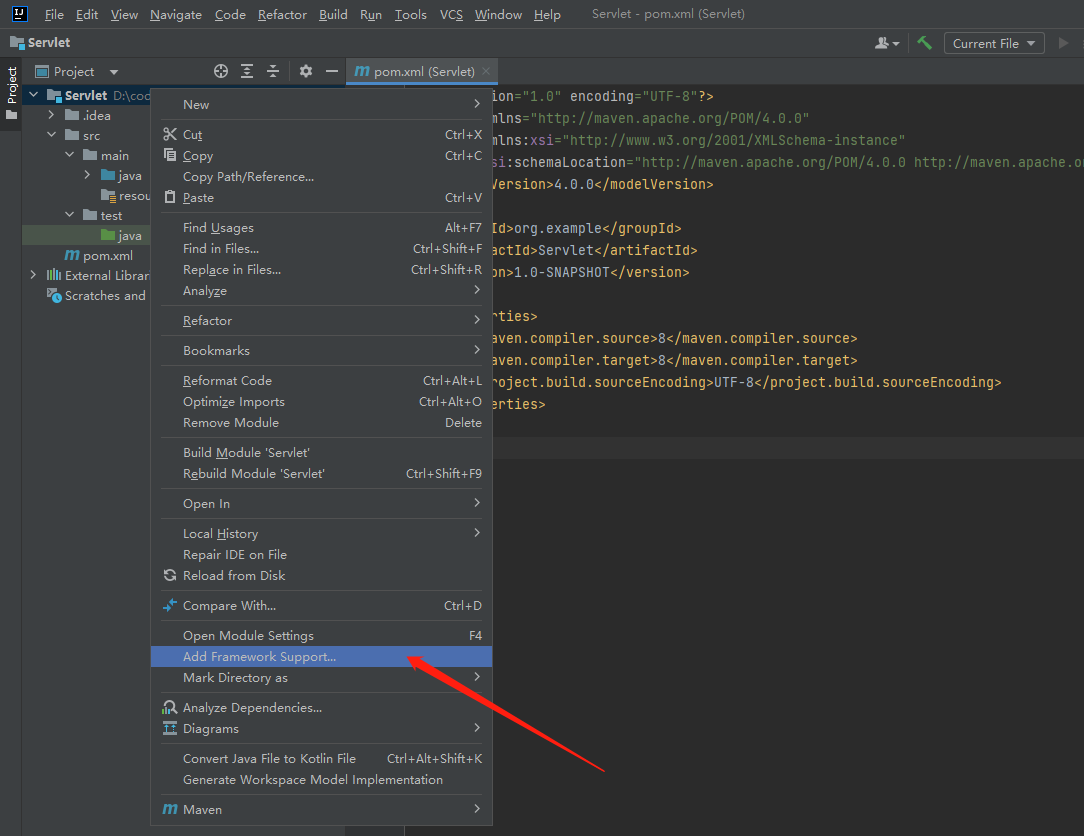 IJ File Edit View Navigate Code Refactor Build Run Tools VCS Window Help Servlet - pom.xml (Servlet)
Servlet Current File
Project
Project m pom.xml (Servlet)
Servlet D:\cod
.idea
src
main
java
resou
test
java
m pom.xml
External Librar
Scratches and
New
Cut Ctrl+X
Copy Ctrl+C
Copy Path/Reference...
Paste Ctrl+V
Find Usages Alt+F7
Find in Files... Ctrl+Shift+F
Replace in Files... Ctrl+Shift+R
Analyze
Refactor
Bookmarks
Reformat Code Ctrl+Alt+L
Optimize Imports Ctrl+Alt+O
Remove Module Delete
Build Module 'Servlet'
Rebuild Module 'Servlet' Ctrl+Shift+F9
Open In
Local History
Repair IDE on File
Reload from Disk
Compare With... Ctrl+D
Open Module Settings F4
Add Framework Support...
Mark Directory as
Analyze Dependencies...
Diagrams
Convert Java File to Kotlin File Ctrl+Alt+Shift+K
Generate Workspace Model Implementation
m Maven
ion="1.0" encoding="UTF-8"?>
mlns="http://maven.apache.org/POM/4.0.0"
mlns:xsi="http://www.w3.org/2001/XMLSchema-instance"
si:schemaLocation="http://maven.apache.org/POM/4.0.0 http://maven.apache.o
Version>4.0.0</modelVersion>
Id>org.example</groupId>
actId>Servlet</artifactId>
on>1.0-SNAPSHOT</version>
rties>
aven.compiler.source>8</maven.compiler.source>
aven.compiler.target>8</maven.compiler.target>
roject.build.sourceEncoding>UTF-8</project.build.sourceEncoding>
erties>